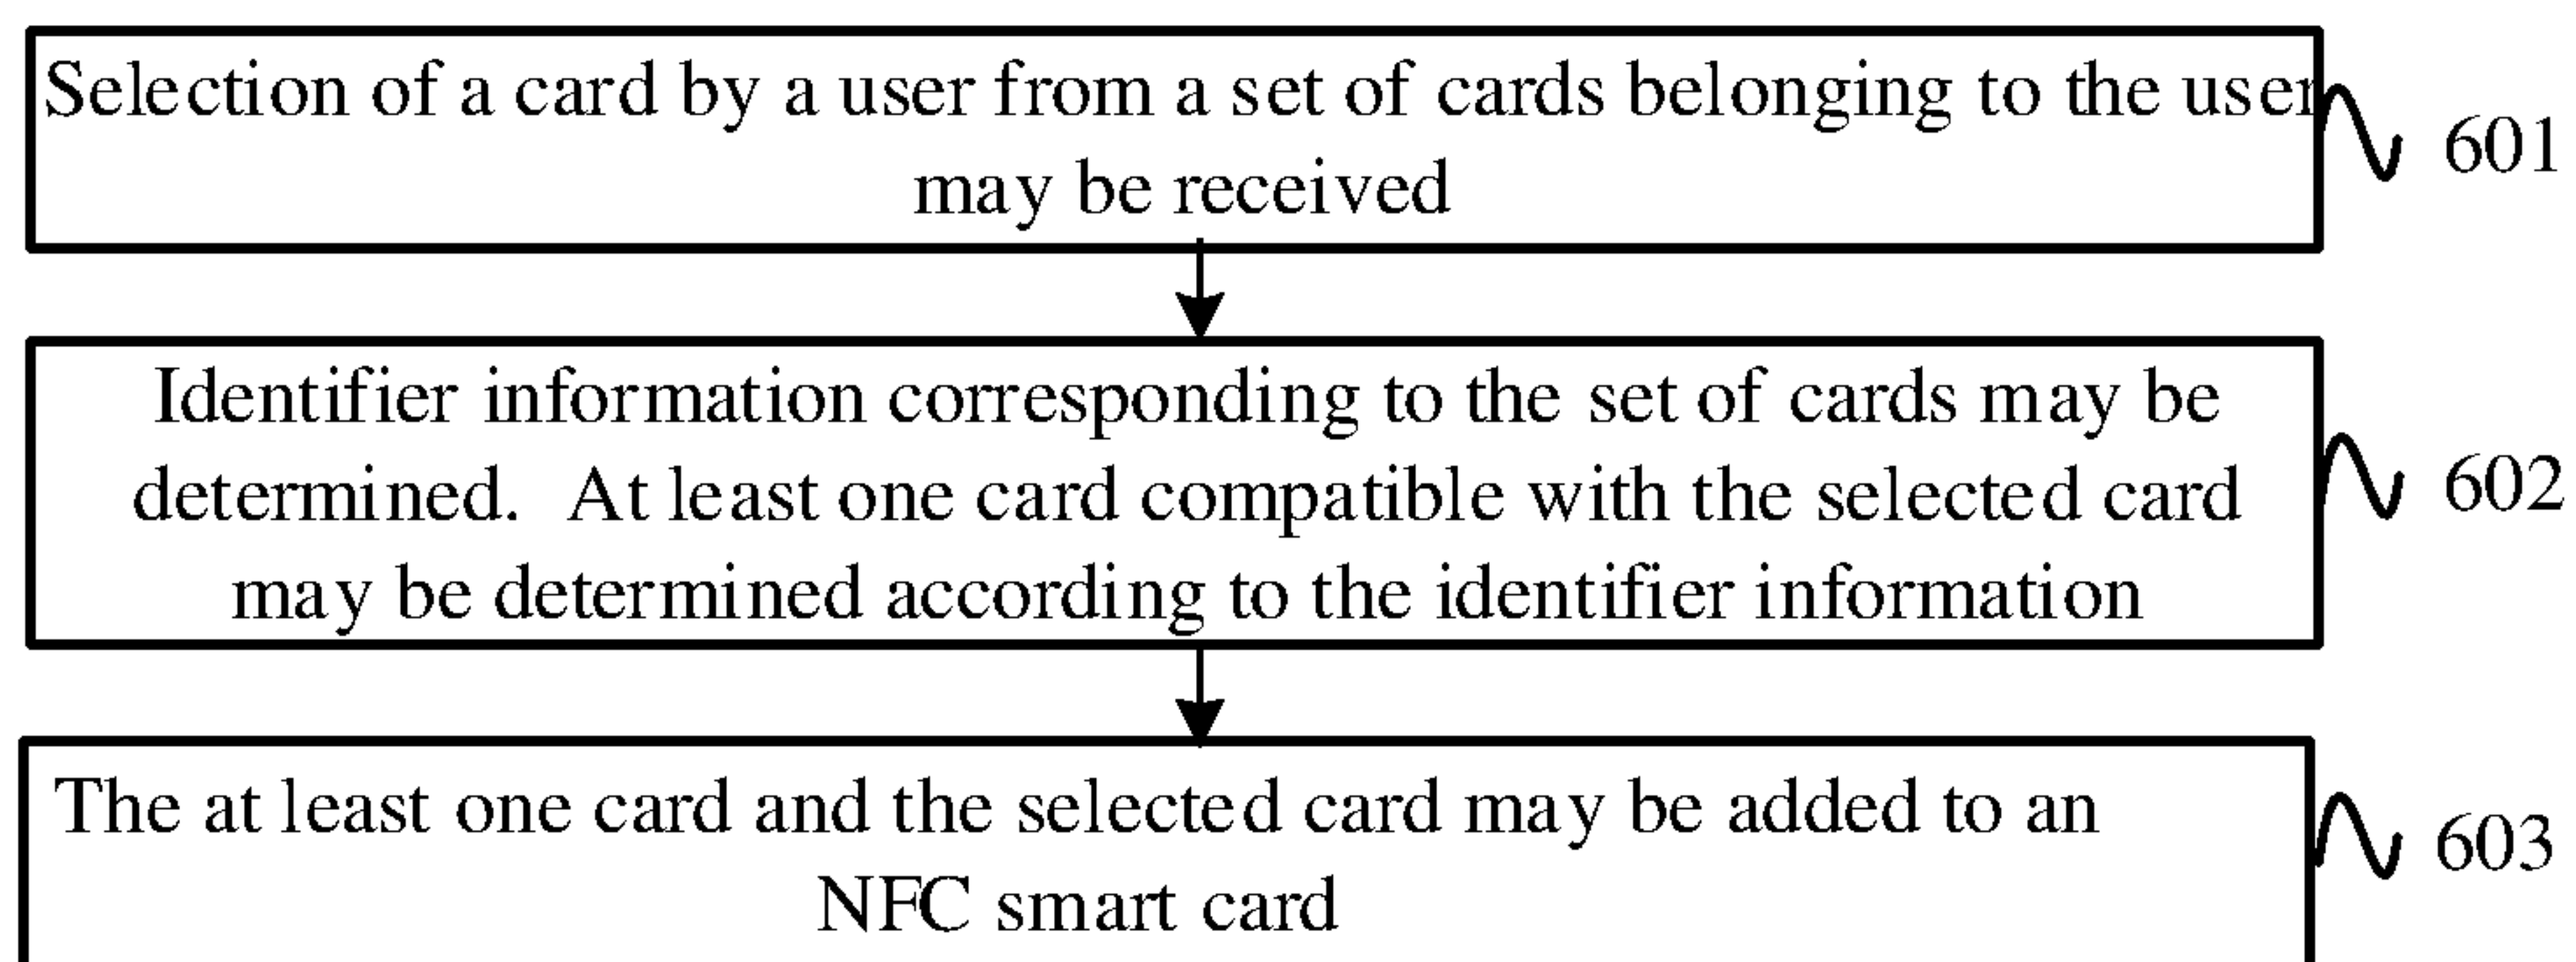 Selection of a card by a user from a set of cards belonging to the user
may be received
601
Identifier information corresponding to the set of cards may be
determined. At least one card compatible with the selected card
may be determined according to the identifier information
602
The at least one card and the selected card may be added to an
NFC smart card
603